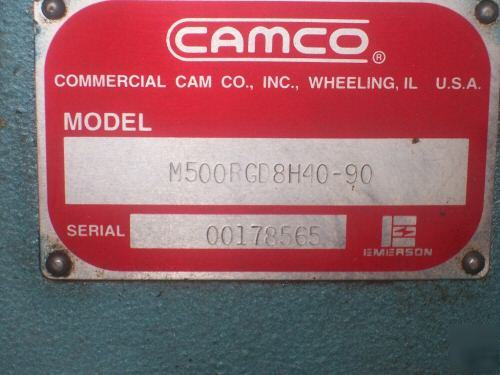 CAMCO ®
COMMERCIAL CAM CO., INC., WHEELING, IL U.S.A.
MODEL
M500RGD8H40-90
SERIAL 00178565
EMERSON